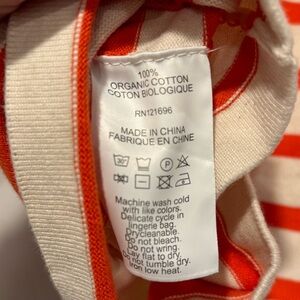 100%
ORGANIC COTTON
COTON BIOLOGIQUE
RN121696
MADE IN CHINA
FABRIQUE EN CHINE
30°
P
Machine wash cold
with like colors.
Delicate cycle in
lingerie bag.
Drycleanable.
Do not bleach.
Do not wring.
Lay flat to dry.
Do not tumble dry.
Iron low heat.